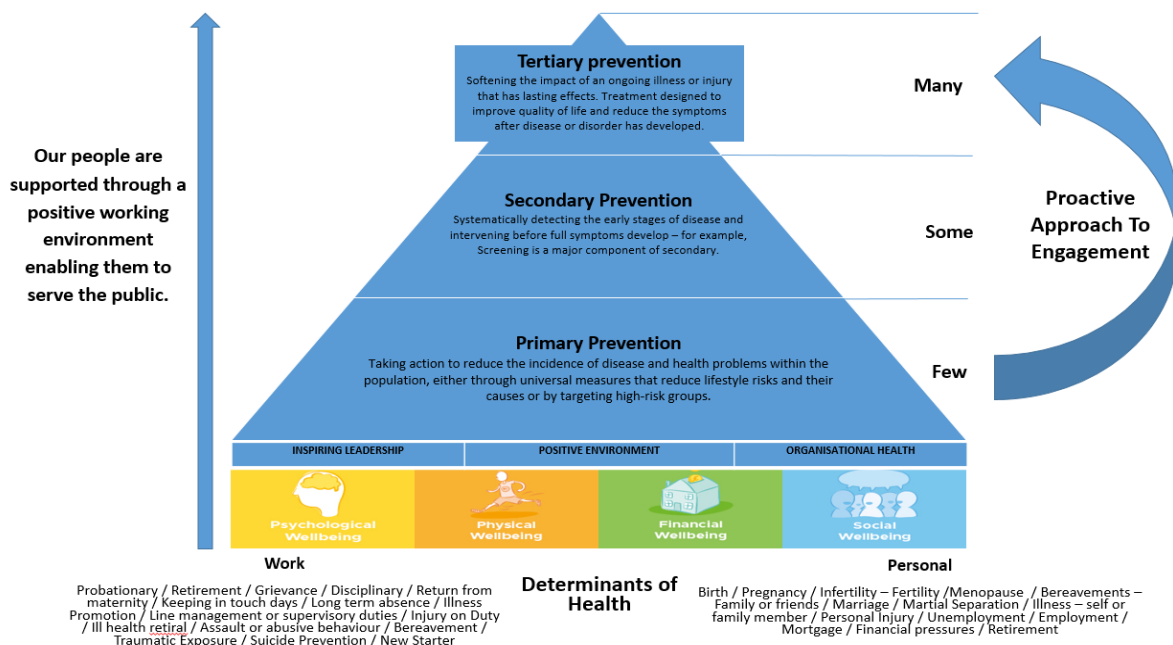 Tertiary prevention
Softening the impact of an ongoing illness or injury
that has lasting effects. Treatment designed to
improve quality of life and reduce the symptoms
after disease or disorder has developed.
Many
Our people are
supported through a
positive working
environment
enabling them to
serve the public.
Secondary Prevention
Systematically detecting the early stages of disease and
intervening before full symptoms develop – for example,
Screening is a major component of secondary.
Some
Proactive
Approach To
Engagement
Primary Prevention
Taking action to reduce the incidence of disease and health problems within the
population, either through universal measures that reduce lifestyle risks and their
causes or by targeting high-risk groups.
Few
INSPIRING LEADERSHIP
POSITIVE ENVIRONMENT
ORGANISATIONAL HEALTH
Psychological
Wellbeing
Physical
Wellbeing
Financial
Wellbeing
Social
Wellbeing
Work
Probationary / Retirement / Grievance / Disciplinary / Return from
maternity / Keeping in touch days / Long term absence / Illness
Promotion / Line management or supervisory duties / Injury on Duty
/ Ill health retiral / Assault or abusive behaviour / Bereavement /
Traumatic Exposure / Suicide Prevention / New Starter
Determinants of
Health
Personal
Birth / Pregnancy / Infertility – Fertility /Menopause / Bereavements –
Family or friends / Marriage / Martial Separation / Illness – self or
family member / Personal Injury / Unemployment / Employment /
Mortgage / Financial pressures / Retirement